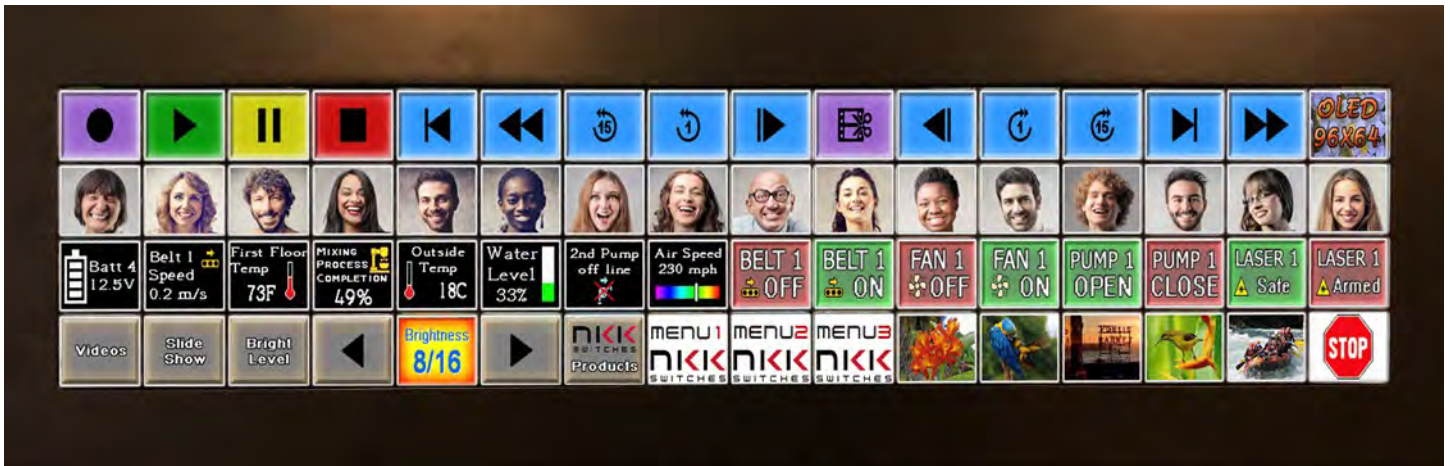 15
1
1
15
OLED
96X64
Batt 4
12.5V
Belt 1
Speed
0.2 m/s
First Floor
Temp
73F
MIXING
PROCESS
COMPLETION
49%
Outside
Temp
18C
Water
Level
33%
2nd Pump
off line
Air Speed
230 mph
BELT 1
OFF
BELT 1
ON
FAN 1
OFF
FAN 1
ON
PUMP 1
OPEN
PUMP 1
CLOSE
LASER 1
Safe
LASER 1
Armed
Videos
Slide
Show
Bright
Level
Brightness
8/16
NKK
SWITCHES
Products
MENU1
NKK
SWITCHES
MENU2
NKK
SWITCHES
MENU3
NKK
SWITCHES
STOP